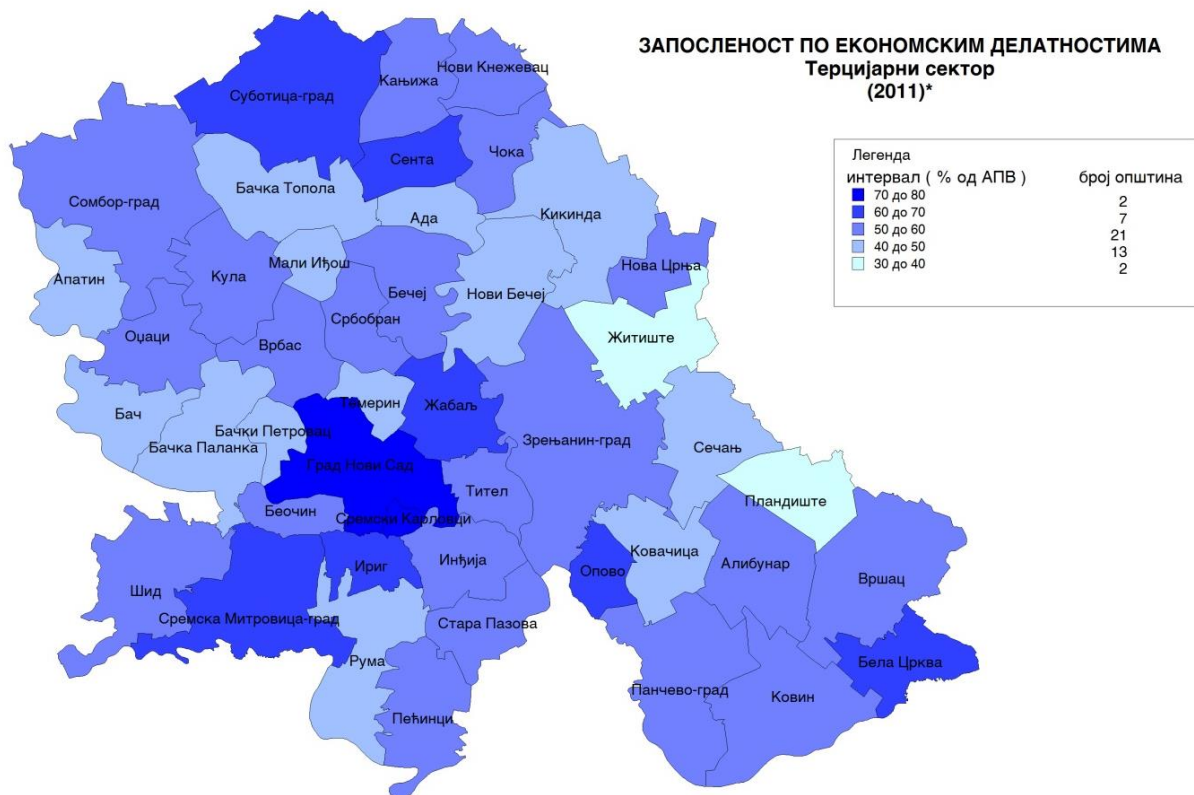 ЗАПОСЛЕНОСТ ПО ЕКОНОМСКИМ ДЕЛАТНОСТИМА
Терцијарни сектор
(2011)*
Легенда
интервал ( % од АПВ ) број општина
70 до 80 2
60 до 70 7
50 до 60 21
40 до 50 13
30 до 40 2
Нови Кнежевац
Кањижа
Суботица-град
Чока
Сента
Бачка Топола
Сомбор-град
Ада
Кикинда
Мали Иђош
Нова Црња
Апатин
Кула
Бечеј
Нови Бечеј
Србобран
Оџаци
Врбас
Житиште
Темерин
Жабаљ
Бач
Бачки Петровац
Бачка Паланка
Зрењанин-град
Сечањ
Град Нови Сад
Тител
Пландиште
Беочин
Сремски Карловци
Ковачица
Ириг
Инђија
Опово
Алибунар
Вршац
Шид
Сремска Митровица-град
Стара Пазова
Рума
Бела Црква
Панчево-град
Ковин
Пећинци